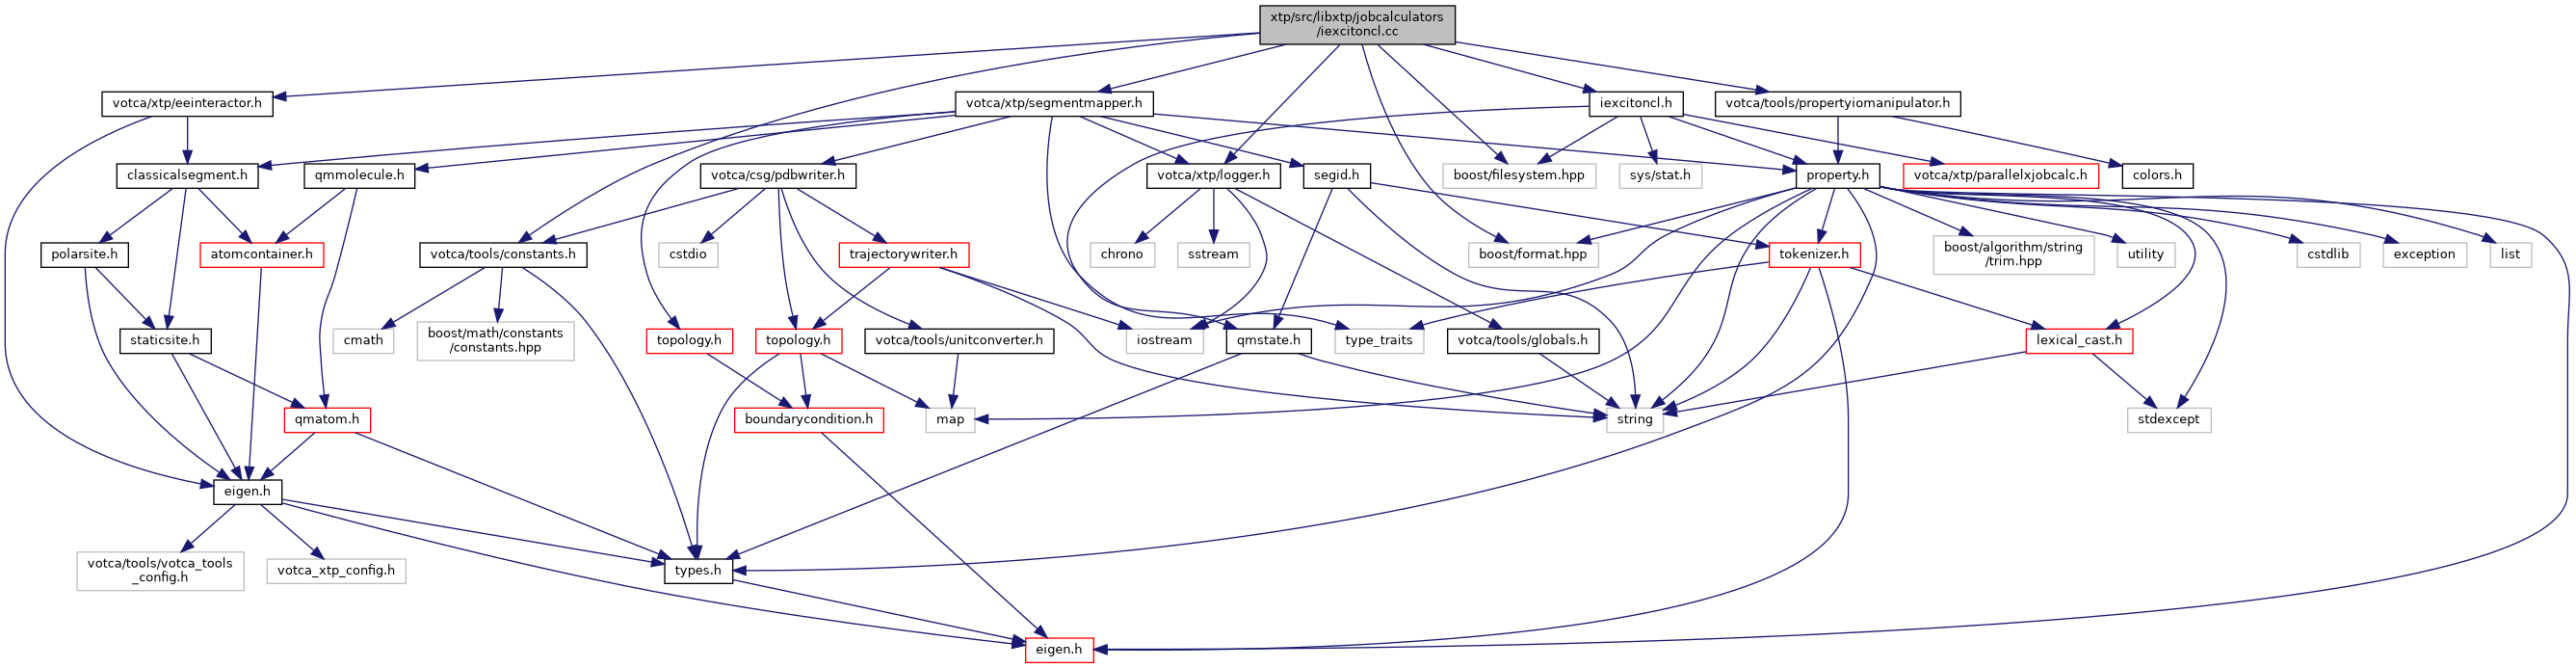 xtp/src/libxtp/jobcalculators
/iexcitoncl.cc
votca/xtp/eeinteractor.h
votca/xtp/segmentmapper.h
iexcitoncl.h
votca/tools/propertyiomanipulator.h
classicalsegment.h
qmmolecule.h
votca/csg/pdbwriter.h
votca/xtp/logger.h
segid.h
boost/filesystem.hpp
sys/stat.h
property.h
votca/xtp/parallelxjobcalc.h
colors.h
polarsite.h
atomcontainer.h
votca/tools/constants.h
cstdio
trajectorywriter.h
chrono
sstream
boost/format.hpp
tokenizer.h
boost/algorithm/string
/trim.hpp
utility
cstdlib
exception
list
staticsite.h
cmath
boost/math/constants
/constants.hpp
topology.h
topology.h
votca/tools/unitconverter.h
iostream
qmstate.h
type_traits
votca/tools/globals.h
lexical_cast.h
qmatom.h
boundarycondition.h
map
string
stdexcept
eigen.h
votca/tools/votca_tools
_config.h
votca_xtp_config.h
types.h
eigen.h